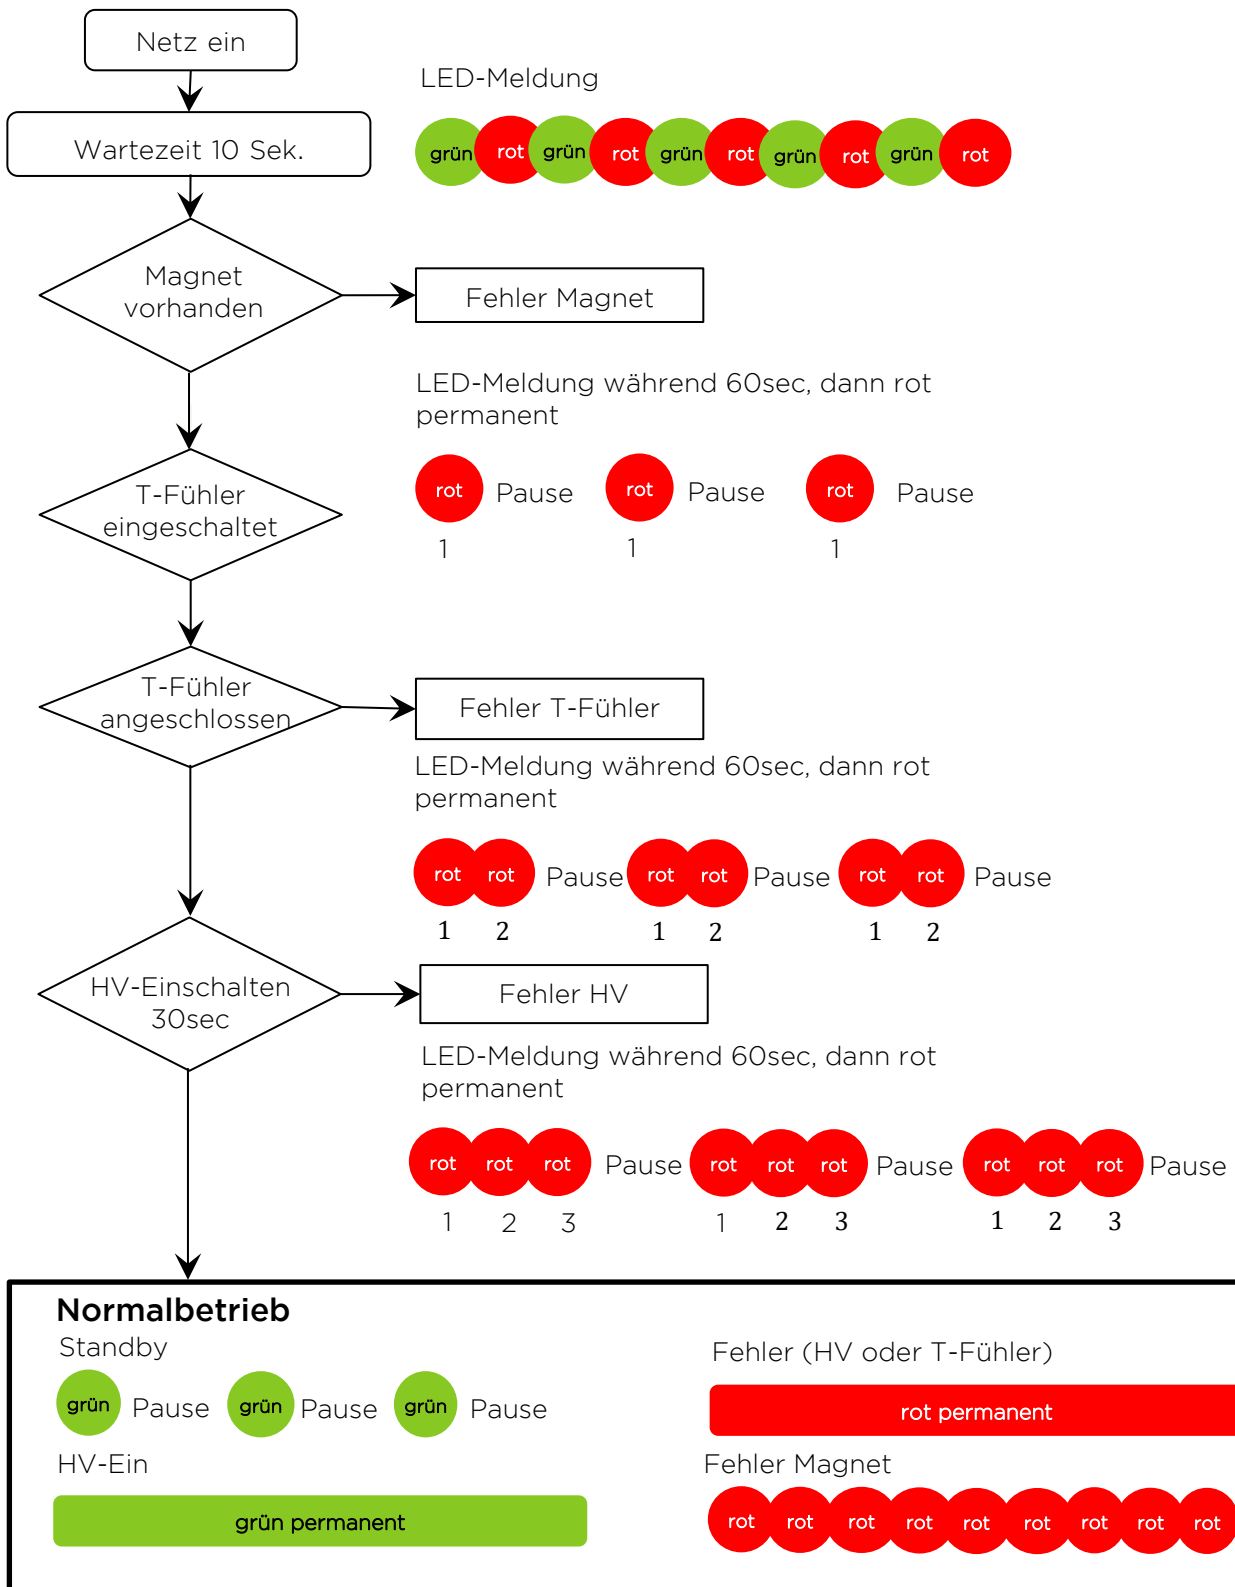 Netz ein
LED-Meldung
Wartezeit 10 Sek.
grün rot grün rot grün rot grün rot grün rot
Magnet
vorhanden
Fehler Magnet
LED-Meldung während 60sec, dann rot
permanent
T-Fühler
eingeschaltet
rot Pause rot Pause rot Pause
1 1 1
T-Fühler
angeschlossen
Fehler T-Fühler
LED-Meldung während 60sec, dann rot
permanent
rot rot Pause rot rot Pause rot rot Pause
1 2 1 2 1 2
HV-Einschalten
30sec
Fehler HV
LED-Meldung während 60sec, dann rot
permanent
rot rot rot Pause rot rot rot Pause rot rot rot Pause
1 2 3 1 2 3 1 2 3
Normalbetrieb
Standby
grün Pause grün Pause grün Pause
HV-Ein
grün permanent
Fehler (HV oder T-Fühler)
rot permanent
Fehler Magnet
rot rot rot rot rot rot rot rot rot